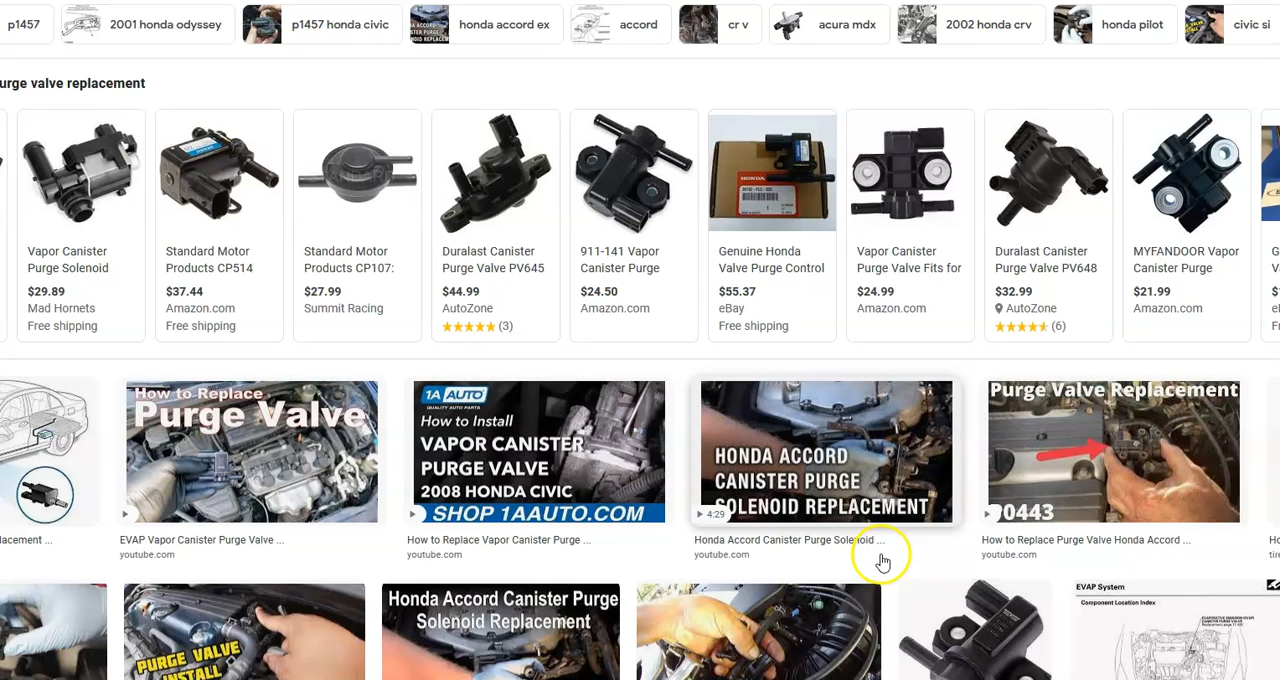 p1457
2001 honda odyssey
p1457 honda civic
honda accord ex
accord
cr v
acura mdx
2002 honda crv
honda pilot
civic si
urge valve replacement
Vapor Canister
Purge Solenoid
$29.89
Mad Hornets
Free shipping
Standard Motor
Products CP514
$37.44
Amazon.com
Free shipping
Standard Motor
Products CP107:
$27.99
Summit Racing
Duralast Canister
Purge Valve PV645
$44.99
AutoZone
(3)
911-141 Vapor
Canister Purge
$24.50
Amazon.com
HONDA
Genuine Honda
Valve Purge Control
$55.37
eBay
Free shipping
Vapor Canister
Purge Valve Fits for
$24.99
Amazon.com
Duralast Canister
Purge Valve PV648
$32.99
AutoZone
(6)
MYFANDOOR Vapor
Canister Purge
$21.99
Amazon.com
lacement ...
How to Replace
Purge Valve
EVAP Vapor Canister Purge Valve ...
youtube.com
1A AUTO
QUALITY AUTO PARTS
How to Install
VAPOR CANISTER
PURGE VALVE
2008 HONDA CIVIC
SHOP 1AAUTO.COM
How to Replace Vapor Canister Purge ...
youtube.com
HONDA ACCORD
CANISTER PURGE
SOLENOID REPLACEMENT
4:29
Honda Accord Canister Purge Solenoid ...
youtube.com
Purge Valve Replacement
P0443
How to Replace Purge Valve Honda Accord ...
youtube.com
Ho
tire
PURGE VALVE
INSTALL
Honda Accord Canister Purge
Solenoid Replacement
EVAP System
Component Location Index